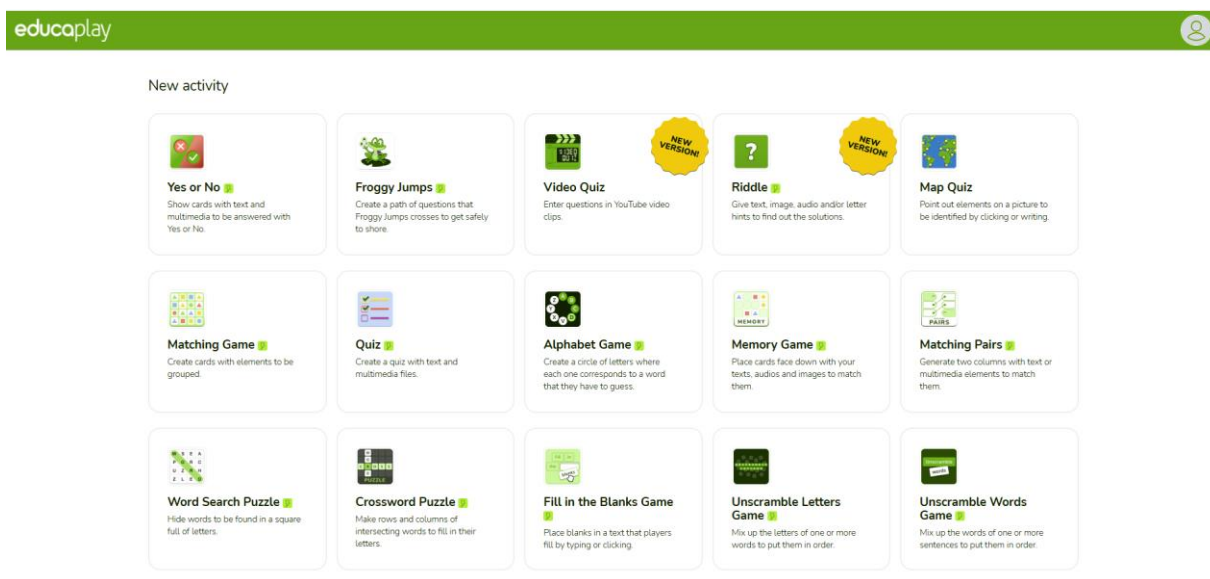 educaplay
New activity
NEW VERSION!
NEW VERSION!
Yes or No
Show cards with text and
multimedia to be answered with
Yes or No.
Froggy Jumps
Create a path of questions that
Froggy Jumps crosses to get safely
to shore.
Video Quiz
Enter questions in YouTube video
clips.
?
Riddle
Give text, image, audio and/or letter
hints to find out the solutions.
Map Quiz
Point out elements on a picture to
be identified by clicking or writing.
Matching Game
Create cards with elements to be
grouped.
Quiz
Create a quiz with text and
multimedia files.
Alphabet Game
Create a circle of letters where
each one corresponds to a word
that they have to guess.
MEMORY
Memory Game
Place cards face down with your
texts, audios and images to match
them.
PAIRS
Matching Pairs
Generate two columns with text or
multimedia elements to match
them.
Word Search Puzzle
Hide words to be found in a square
full of letters.
PUZZLE
Crossword Puzzle
Make rows and columns of
intersecting words to fill in their
letters.
Fill in the Blanks Game
Place blanks in a text that players
fill by typing or clicking.
Unscramble Letters
Game
Mix up the letters of one or more
words to put them in order.
Unscramble Words
Game
Mix up the words of one or more
sentences to put them in order.